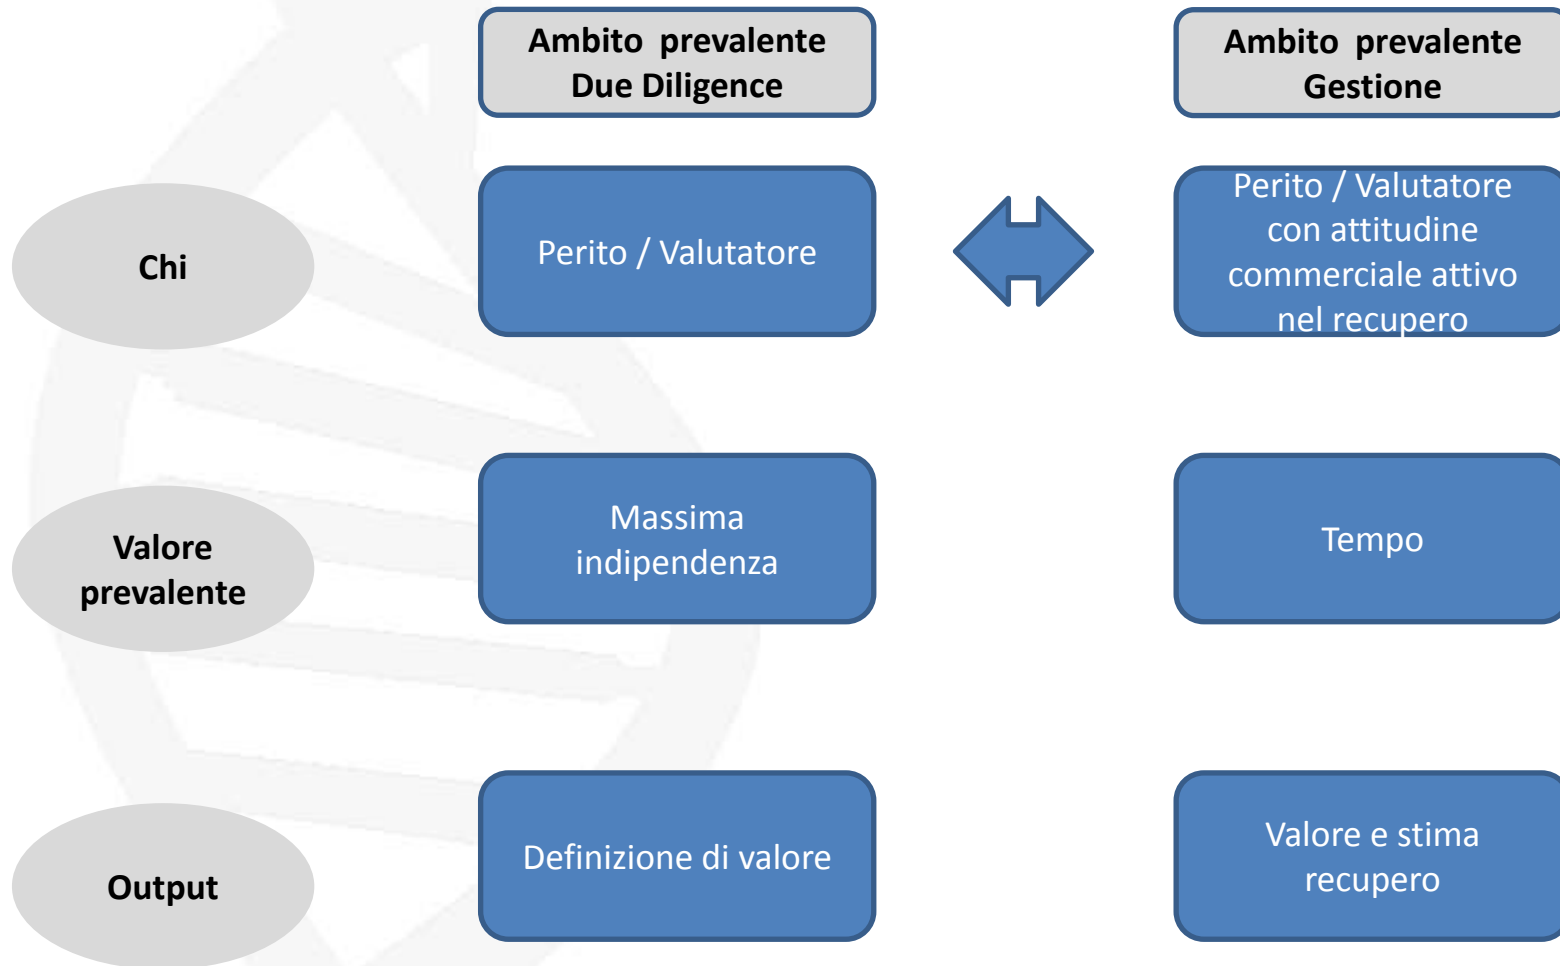 Ambito prevalente
Due Diligence
Ambito prevalente
Gestione
Chi
Perito / Valutatore
Perito / Valutatore
con attitudine
commerciale attivo
nel recupero
Valore
prevalente
Massima
indipendenza
Tempo
Output
Definizione di valore
Valore e stima
recupero